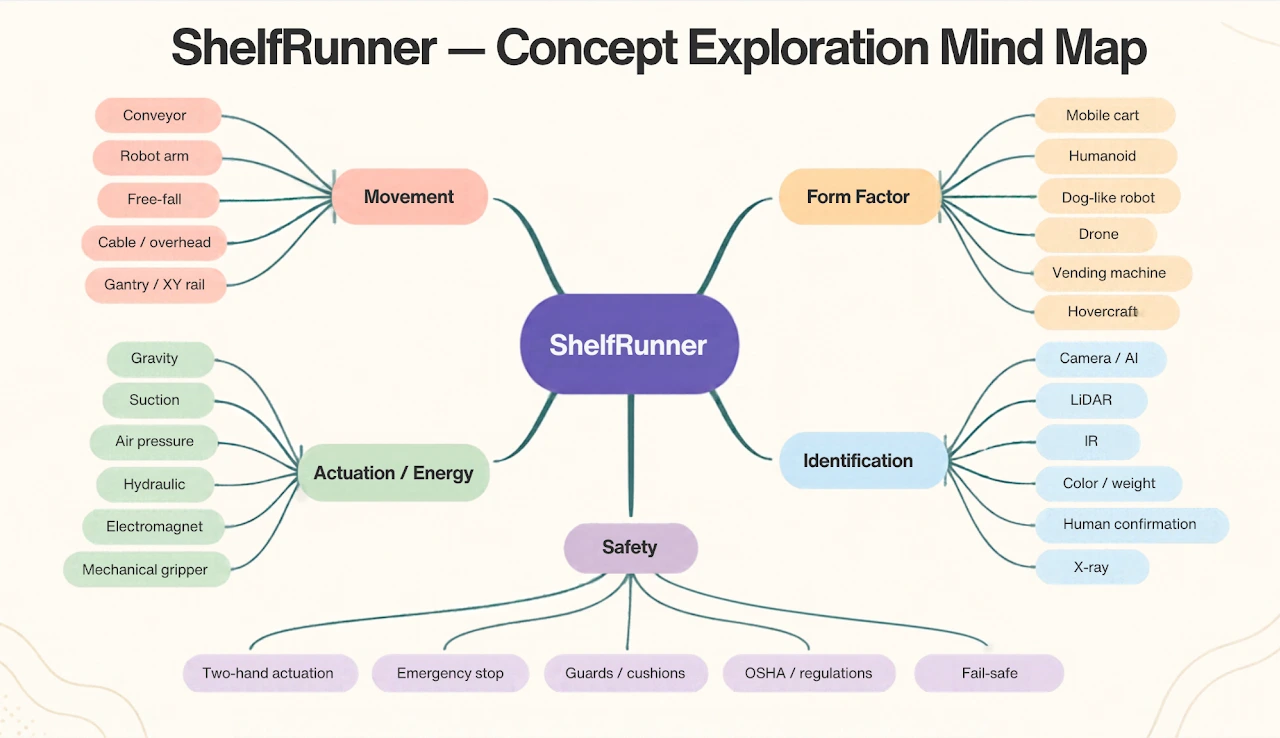 ShelfRunner — Concept Exploration Mind Map
Conveyor
Robot arm
Free-fall
Cable / overhead
Gantry / XY rail
Movement
Gravity
Suction
Air pressure
Hydraulic
Electromagnet
Mechanical gripper
Actuation / Energy
ShelfRunner
Form Factor
Mobile cart
Humanoid
Dog-like robot
Drone
Vending machine
Hovercraft
Identification
Camera / AI
LiDAR
IR
Color / weight
Human confirmation
X-ray
Safety
Two-hand actuation
Emergency stop
Guards / cushions
OSHA / regulations
Fail-safe